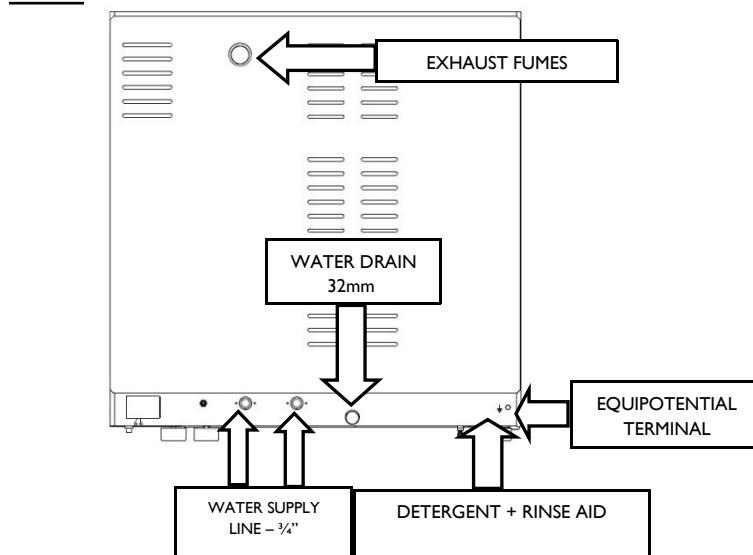 EXHAUST FUMES
WATER DRAIN
32mm
EQUIPOTENTIAL
TERMINAL
WATER SUPPLY
LINE – ¾”
DETERGENT + RINSE AID